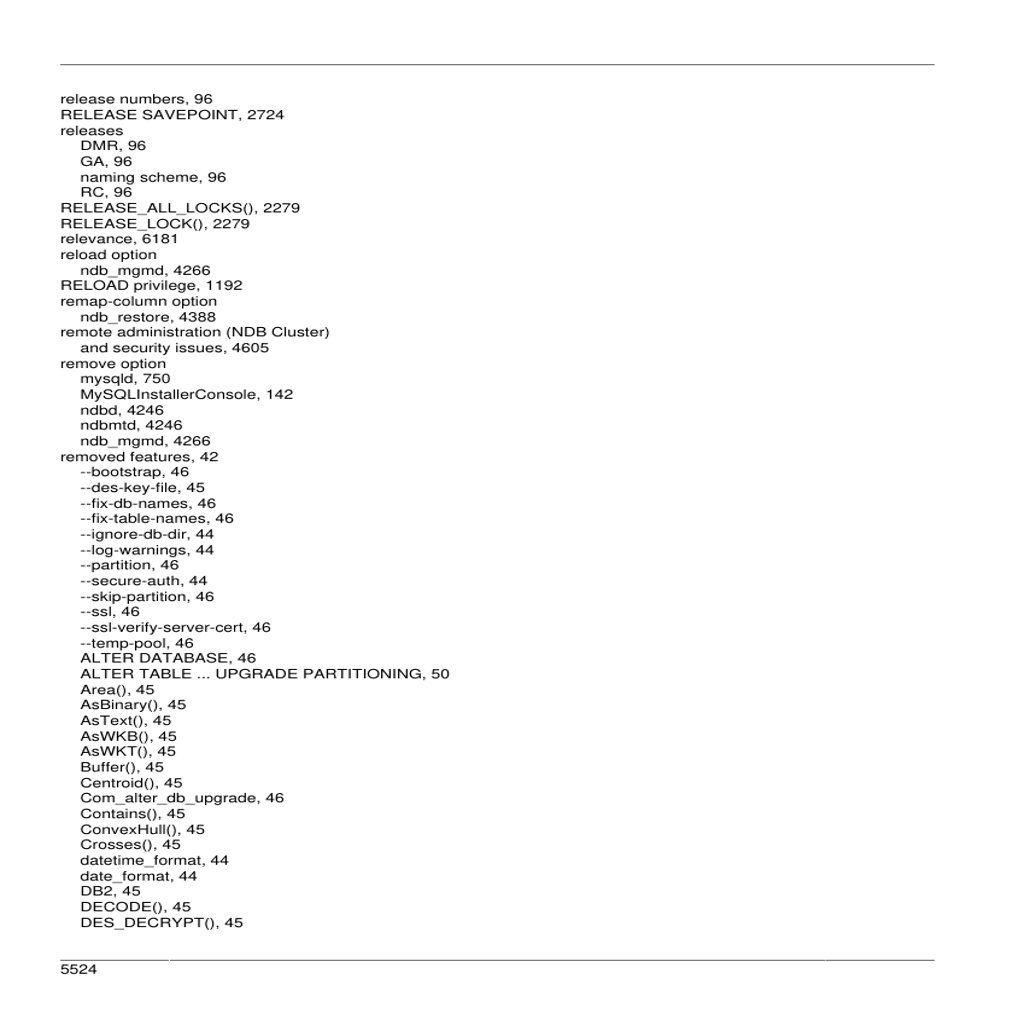 release numbers, 96
RELEASE SAVEPOINT, 2724
releases
DMR, 96
GA, 96
naming scheme, 96
RC, 96
RELEASE_ALL_LOCKS(), 2279
RELEASE_LOCK(), 2279
relevance, 6181
reload option
ndb_mgmd, 4266
RELOAD privilege, 1192
remap-column option
ndb_restore, 4388
remote administration (NDB Cluster)
and security issues, 4605
remove option
mysqld, 750
MySQLInstallerConsole, 142
ndbd, 4246
ndbmtd, 4246
ndb_mgmd, 4266
removed features, 42
--bootstrap, 46
--des-key-file, 45
--fix-db-names, 46
--fix-table-names, 46
--ignore-db-dir, 44
--log-warnings, 44
--partition, 46
--secure-auth, 44
--skip-partition, 46
--ssl, 46
--ssl-verify-server-cert, 46
--temp-pool, 46
ALTER DATABASE, 46
ALTER TABLE ... UPGRADE PARTITIONING, 50
Area(), 45
AsBinary(), 45
AsText(), 45
AsWKB(), 45
AsWKT(), 45
Buffer(), 45
Centroid(), 45
Com_alter_db_upgrade, 46
Contains(), 45
ConvexHull(), 45
Crosses(), 45
datetime_format, 44
date_format, 44
DB2, 45
DECODE(), 45
DES_DECRYPT(), 45
5524